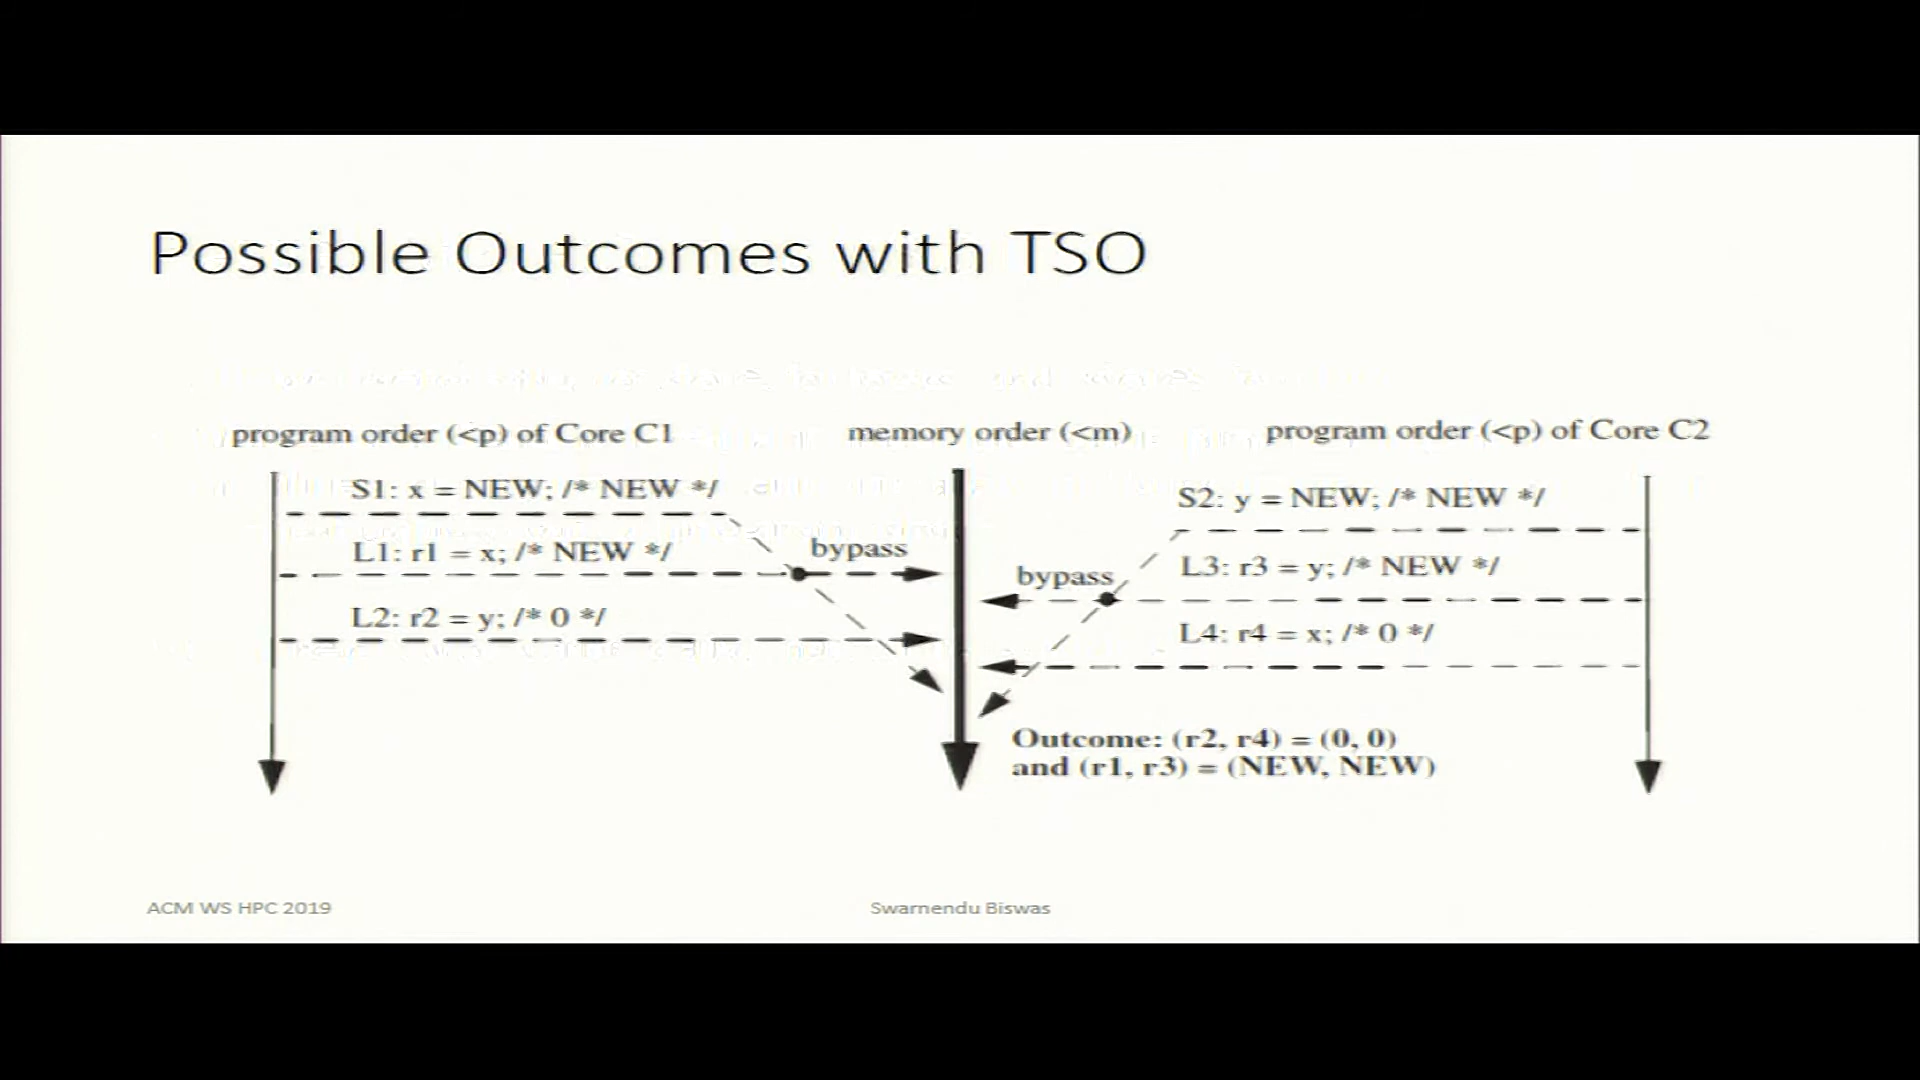 Possible Outcomes with TSO
program order (<p) of Core C1
memory order (<m)
program order (<p) of Core C2
S1: x = NEW; /* NEW */
S2: y = NEW; /* NEW */
L1: r1 = x; /* NEW */
bypass
bypass
L3: r3 = y; /* NEW */
L2: r2 = y; /* 0 */
L4: r4 = x; /* 0 */
Outcome: (r2, r4) = (0, 0)
and (r1, r3) = (NEW, NEW)
ACM WS HPC 2019
Swarnendu Biswas